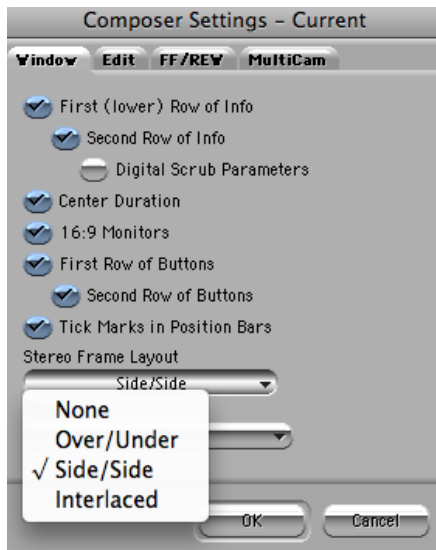 Composer Settings – Current
Window Edit FF/REW MultiCam
First (lower) Row of Info
Second Row of Info
Digital Scrub Parameters
Center Duration
16:9 Monitors
First Row of Buttons
Second Row of Buttons
Tick Marks in Position Bars
Stereo Frame Layout
Side/Side
None
Over/Under
√ Side/Side
Interlaced
OK Cancel